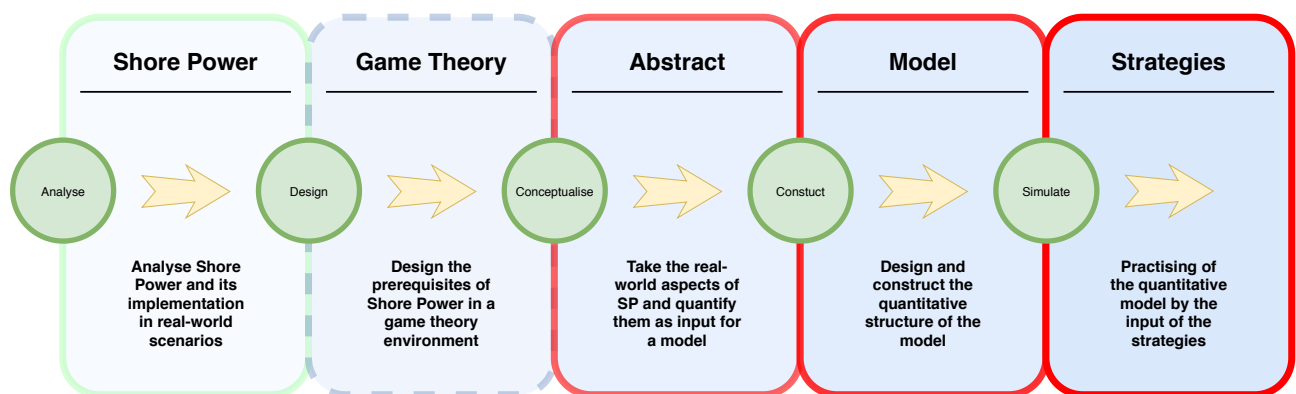 Shore Power
Game Theory
Abstract
Model
Strategies
Analyse
Design
Conceptualise
Constuct
Simulate
Analyse Shore
Power and its
implementation
in real-world
scenarios
Design the
prerequisites of
Shore Power in a
game theory
environment
Take the real-
world aspects of
SP and quantify
them as input for
a model
Design and
construct the
quantitative
structure of the
model
Practising of
the quantitative
model by the
input of the
strategies